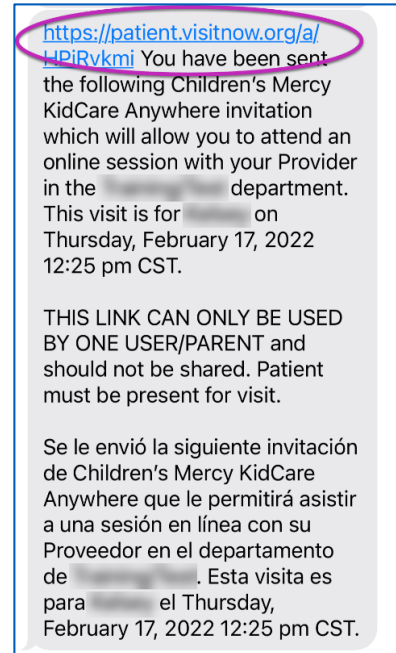 https://patient.visitnow.org/a/
HPiRvkmi You have been sent
the following Children's Mercy
KidCare Anywhere invitation
which will allow you to attend an
online session with your Provider
in the department.
This visit is for on
Thursday, February 17, 2022
12:25 pm CST.
THIS LINK CAN ONLY BE USED
BY ONE USER/PARENT and
should not be shared. Patient
must be present for visit.
Se le envió la siguiente invitación
de Children's Mercy KidCare
Anywhere que le permitirá asistir
a una sesión en línea con su
Proveedor en el departamento
de . Esta visita es
para el Thursday,
February 17, 2022 12:25 pm CST.